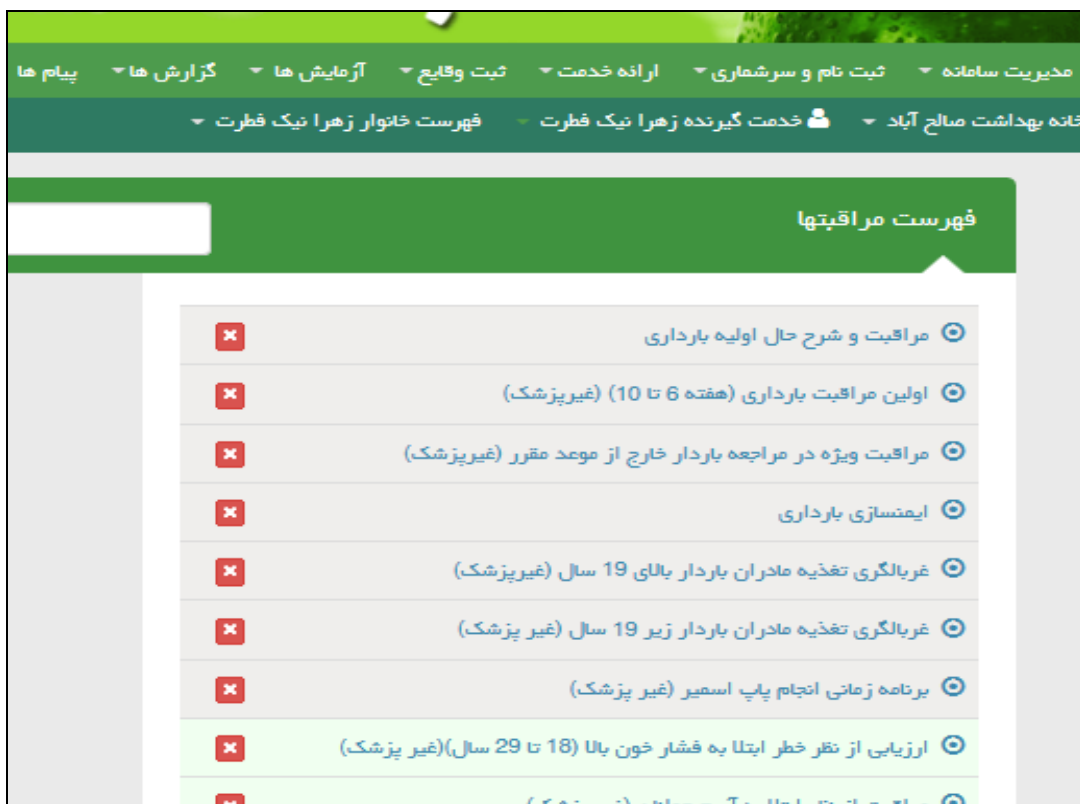 مدیریت سامانه ثبت نام و سرشماری ارائه خدمت ثبت وقایع آزمایش ها گزارش ها پیام ها
خانه بهداشت صالح آباد خدمت گیرنده زهرا نیک فطرت فهرست خانوار زهرا نیک فطرت
فهرست مراقبتها
مراقبت و شرح حال اولیه بارداری
اولین مراقبت بارداری (هفته 6 تا 10) (غیرپزشک)
مراقبت ویژه در مراجعه باردار خارج از موعد مقرر (غیرپزشک)
ایمنسازی بارداری
غربالگری تغذیه مادران باردار بالای 19 سال (غیرپزشک)
غربالگری تغذیه مادران باردار زیر 19 سال (غیر پزشک)
برنامه زمانی انجام پاپ اسمیر (غیر پزشک)
ارزیابی از نظر خطر ابتلا به فشار خون بالا (18 تا 29 سال)(غیر پزشک)